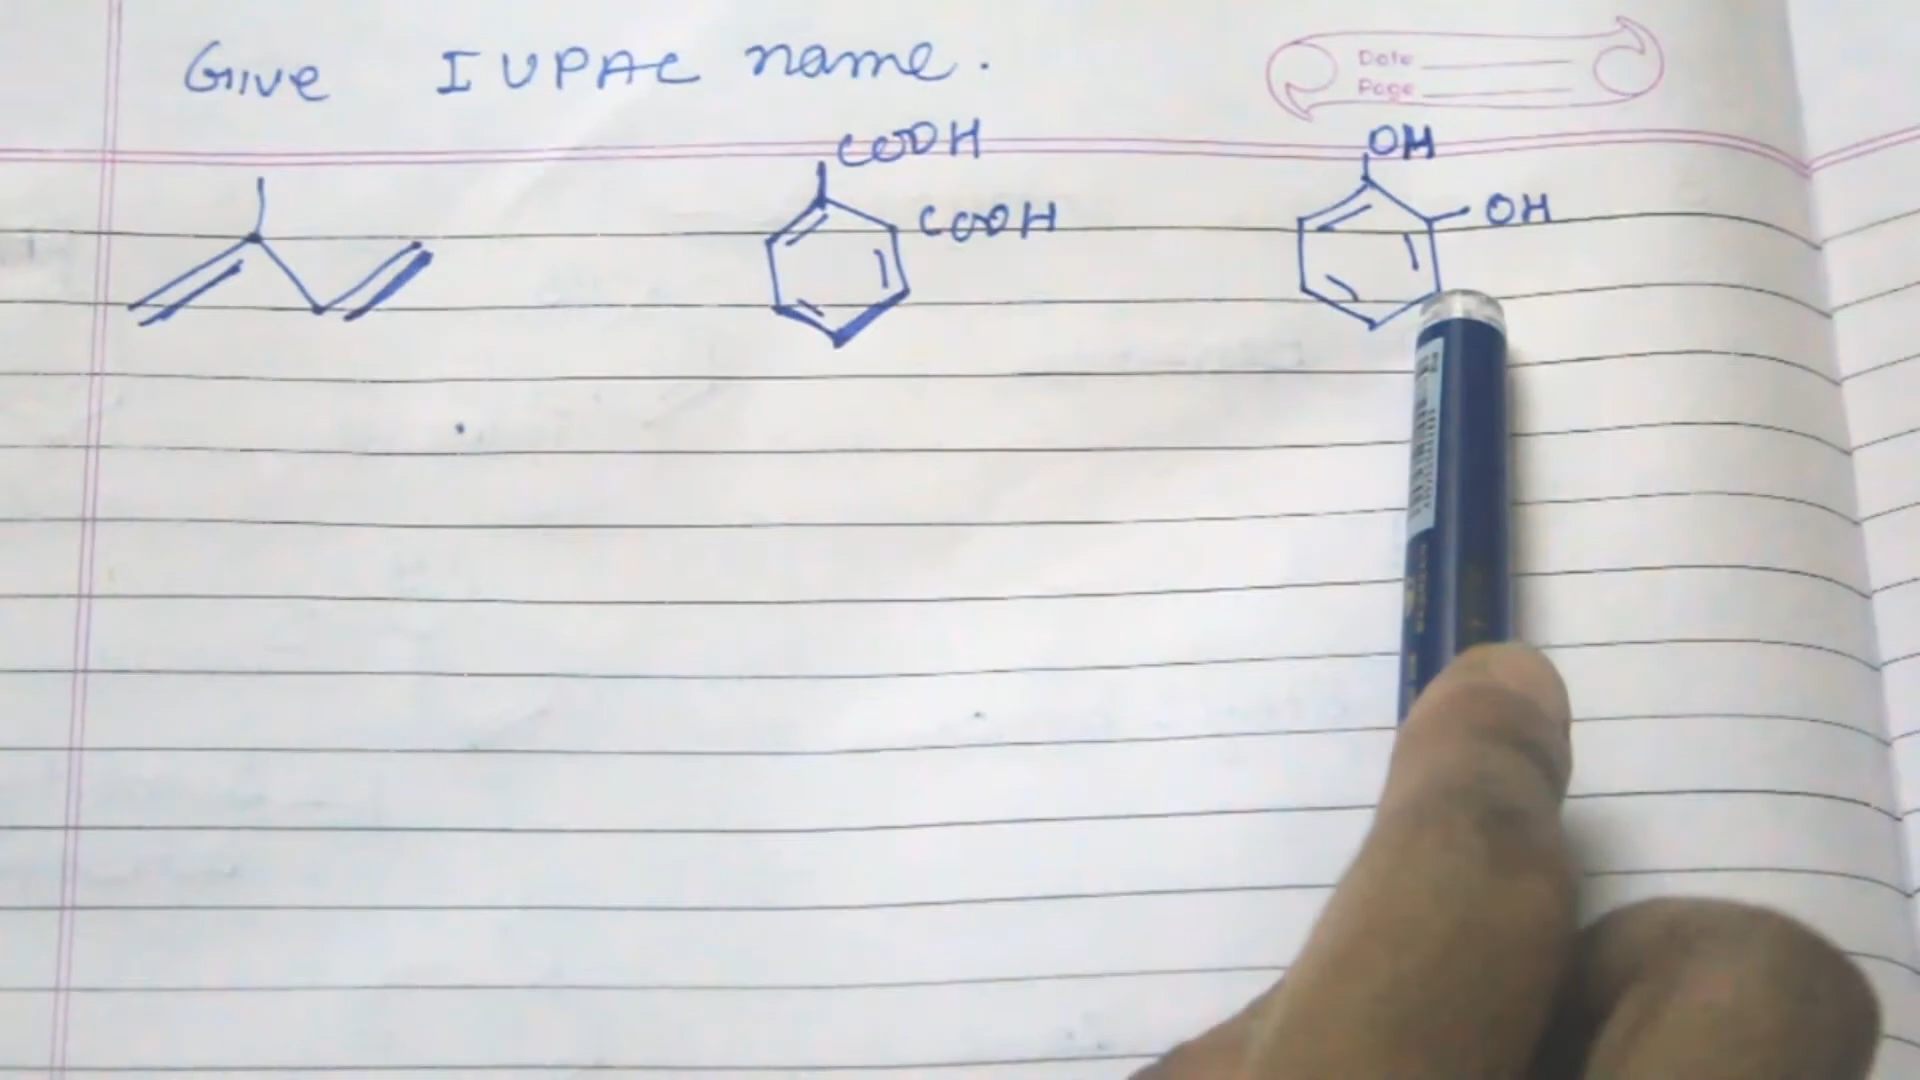 Give IUPAC name.
Date
Page
COOH
COOH
OH
OH